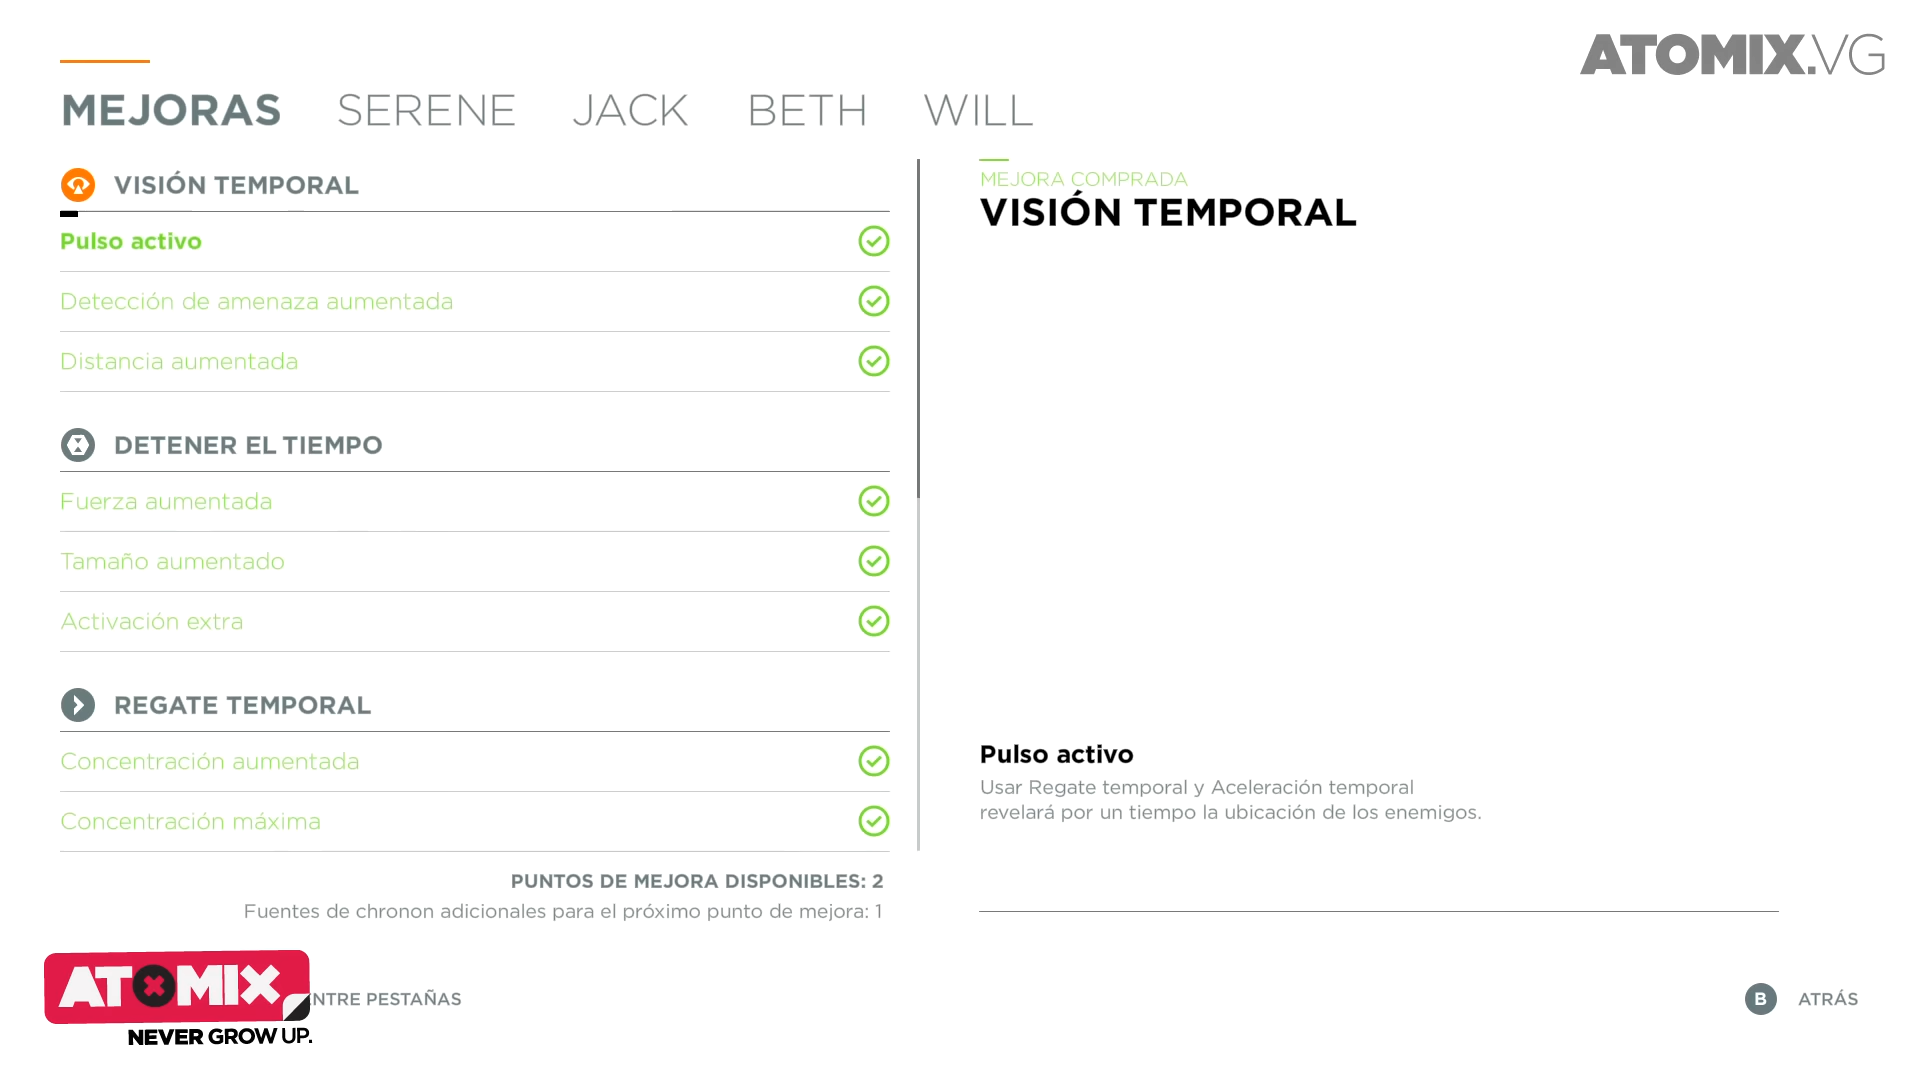 ATOMIX.VG
MEJORAS SERENE JACK BETH WILL
VISIÓN TEMPORAL
Pulso activo
Detección de amenaza aumentada
Distancia aumentada
DETENER EL TIEMPO
Fuerza aumentada
Tamaño aumentado
Activación extra
REGATE TEMPORAL
Concentración aumentada
Concentración máxima
PUNTOS DE MEJORA DISPONIBLES: 2
Fuentes de chronon adicionales para el próximo punto de mejora: 1
MEJORA COMPRADA
VISIÓN TEMPORAL
Pulso activo
Usar Regate temporal y Aceleración temporal
revelará por un tiempo la ubicación de los enemigos.
ATOMIX
NEVER GROW UP.
NTRE PESTAÑAS
B ATRÁS